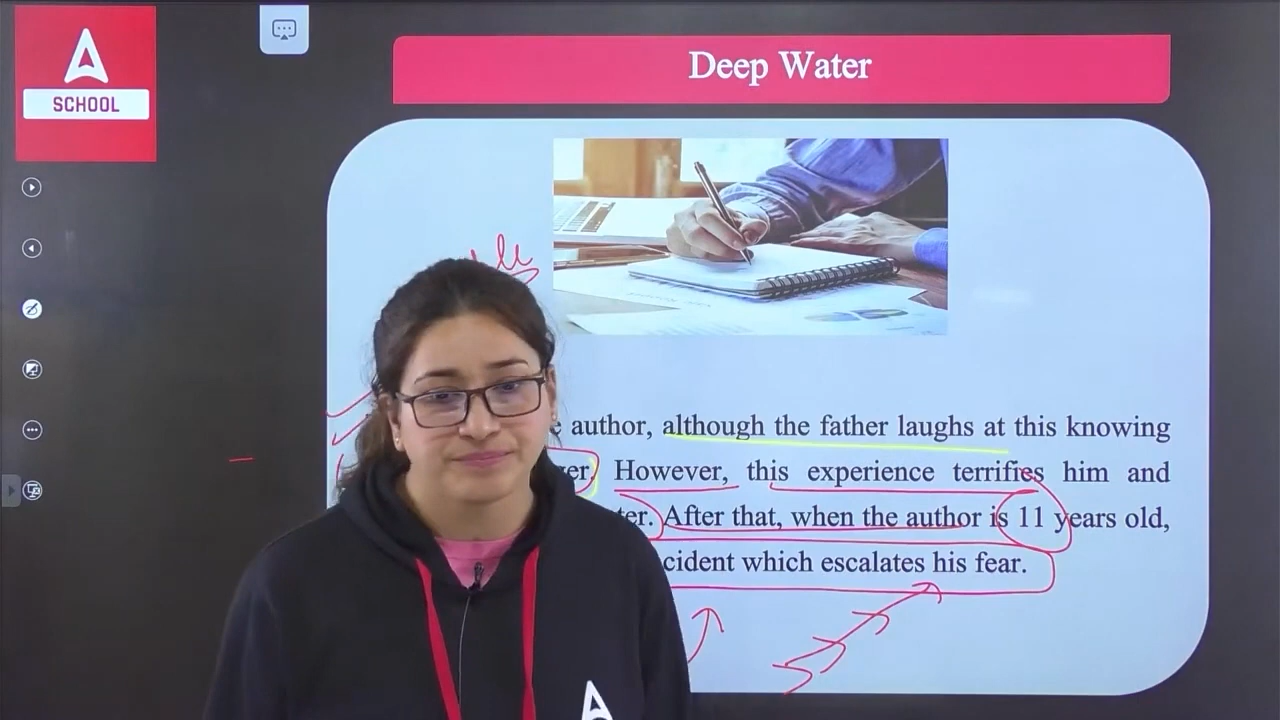 SCHOOL
Deep Water
author, although the father laughs at this knowing
However, this experience terrifies him and
After that, when the author is 11 years old,
which escalates his fear.